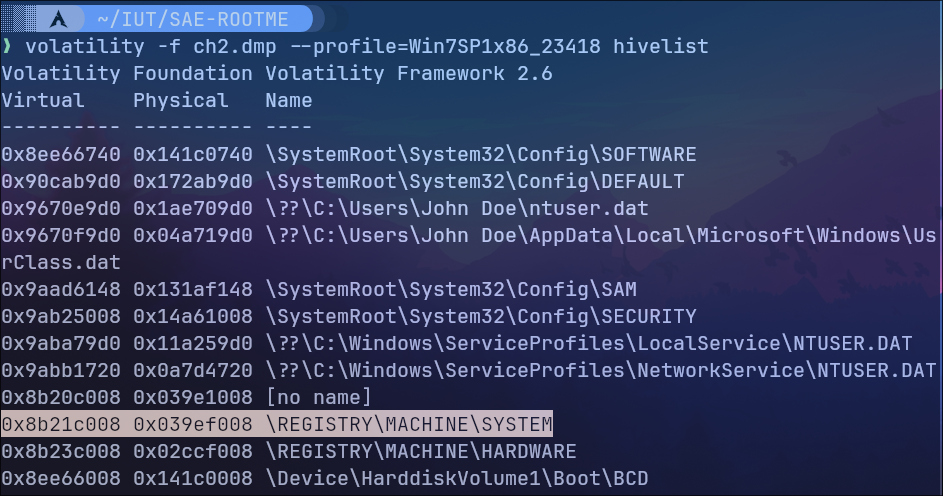 ~/IUT/SAE-ROOTME
❯ volatility -f ch2.dmp --profile=Win7SP1x86_23418 hivelist
Volatility Foundation Volatility Framework 2.6
Virtual    Physical   Name
---------- ---------- ----
0x8ee66740 0x141c0740 \SystemRoot\System32\Config\SOFTWARE
0x90cab9d0 0x172ab9d0 \SystemRoot\System32\Config\DEFAULT
0x9670e9d0 0x1ae709d0 \??\C:\Users\John Doe\ntuser.dat
0x9670f9d0 0x04a719d0 \??\C:\Users\John Doe\AppData\Local\Microsoft\Windows\Us
rClass.dat
0x9aad6148 0x131af148 \SystemRoot\System32\Config\SAM
0x9ab25008 0x14a61008 \SystemRoot\System32\Config\SECURITY
0x9aba79d0 0x11a259d0 \??\C:\Windows\ServiceProfiles\LocalService\NTUSER.DAT
0x9abb1720 0x0a7d4720 \??\C:\Windows\ServiceProfiles\NetworkService\NTUSER.DAT
0x8b20c008 0x039e1008 [no name]
0x8b21c008 0x039ef008 \REGISTRY\MACHINE\SYSTEM
0x8b23c008 0x02ccf008 \REGISTRY\MACHINE\HARDWARE
0x8ee66008 0x141c0008 \Device\HarddiskVolume1\Boot\BCD